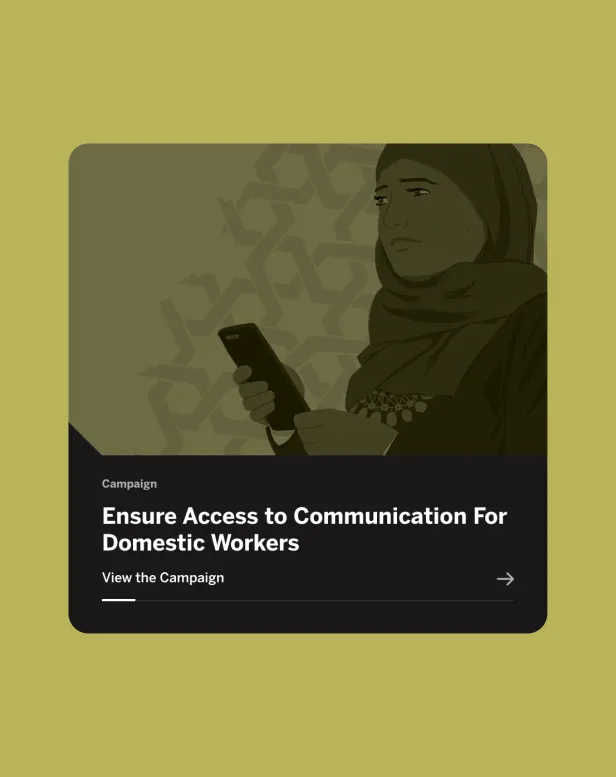 Campaign
Ensure Access to Communication For
Domestic Workers
View the Campaign